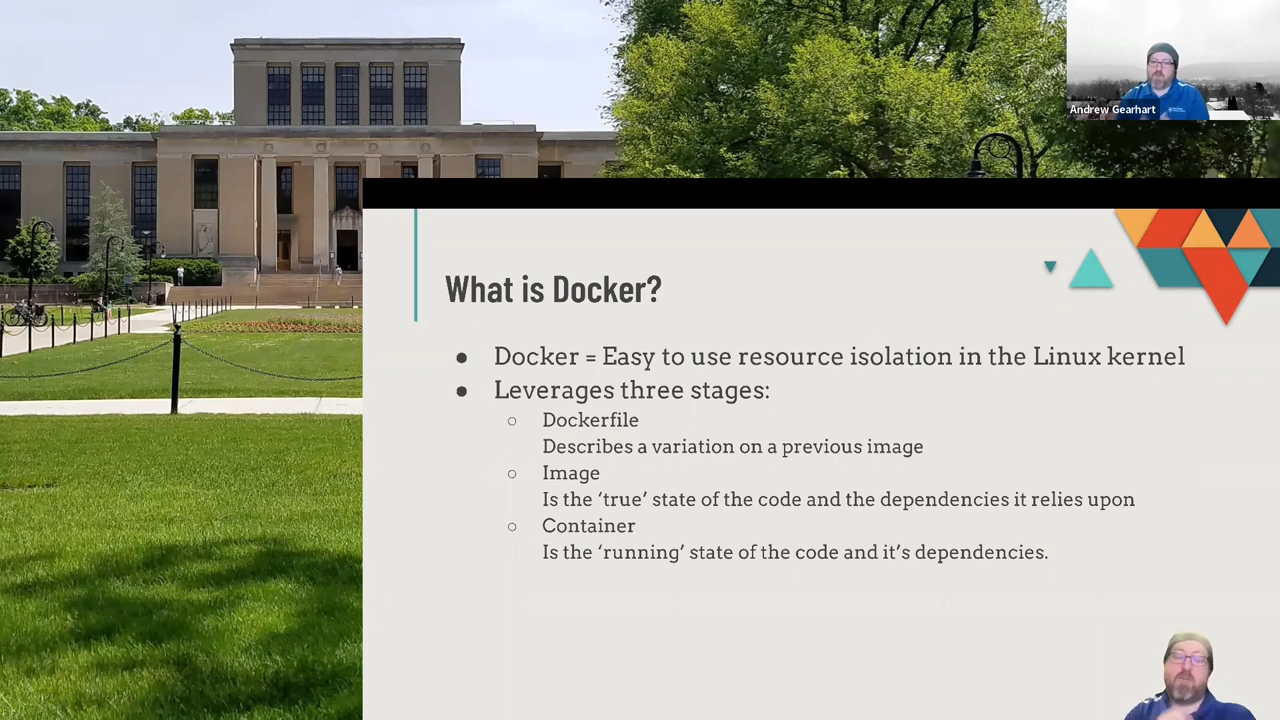 Andrew Gearhart
What is Docker?
● Docker = Easy to use resource isolation in the Linux kernel
● Leverages three stages:
○ Dockerfile
Describes a variation on a previous image
○ Image
Is the ‘true’ state of the code and the dependencies it relies upon
○ Container
Is the ‘running’ state of the code and it’s dependencies.